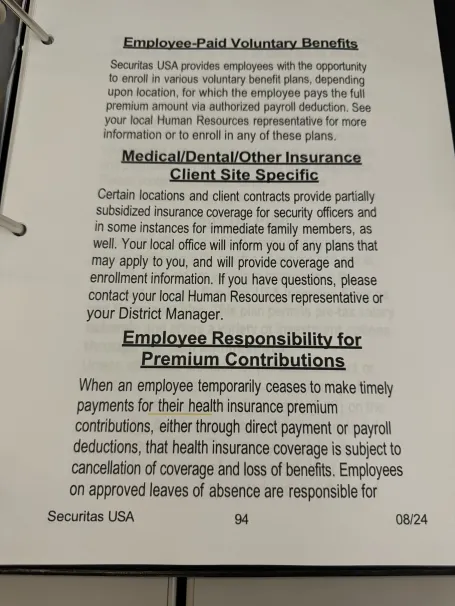 Employee-Paid Voluntary Benefits
Securitas USA provides employees with the opportunity
to enroll in various voluntary benefit plans, depending
upon location, for which the employee pays the full
premium amount via authorized payroll deduction. See
your local Human Resources representative for more
information or to enroll in any of these plans.
Medical/Dental/Other Insurance
Client Site Specific
Certain locations and client contracts provide partially
subsidized insurance coverage for security officers and
in some instances for immediate family members, as
well. Your local office will inform you of any plans that
may apply to you, and will provide coverage and
enrollment information. If you have questions, please
contact your local Human Resources representative or
your District Manager.
Employee Responsibility for
Premium Contributions
When an employee temporarily ceases to make timely
payments for their health insurance premium
contributions, either through direct payment or payroll
deductions, that health insurance coverage is subject to
cancellation of coverage and loss of benefits. Employees
on approved leaves of absence are responsible for
Securitas USA 94 08/24